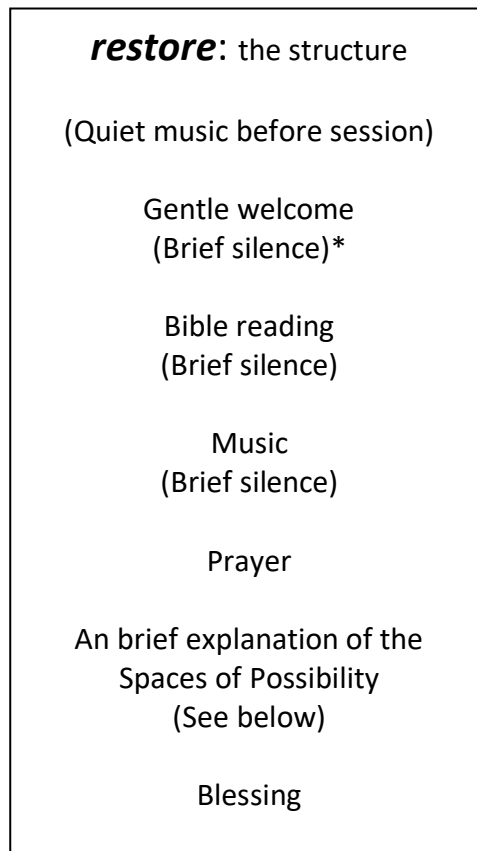 restore: the structure
(Quiet music before session)
Gentle welcome
(Brief silence)*
Bible reading
(Brief silence)
Music
(Brief silence)
Prayer
An brief explanation of the
Spaces of Possibility
(See below)
Blessing